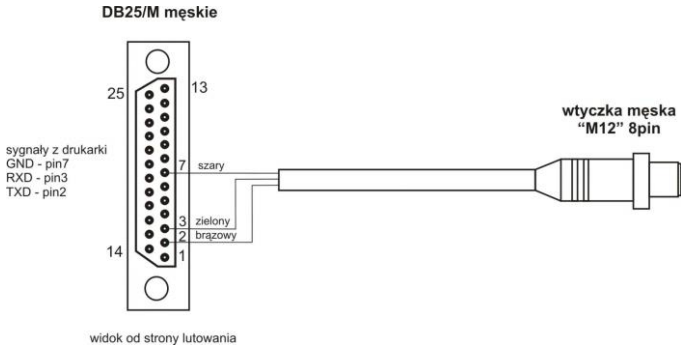 DB25/M męskie
25
13
wtyczka męska
“M12” 8pin
sygnały z drukarki
GND - pin7
RXD - pin3
TXD - pin2
7 szary
3 zielony
2 brązowy
14
1
widok od strony lutowania